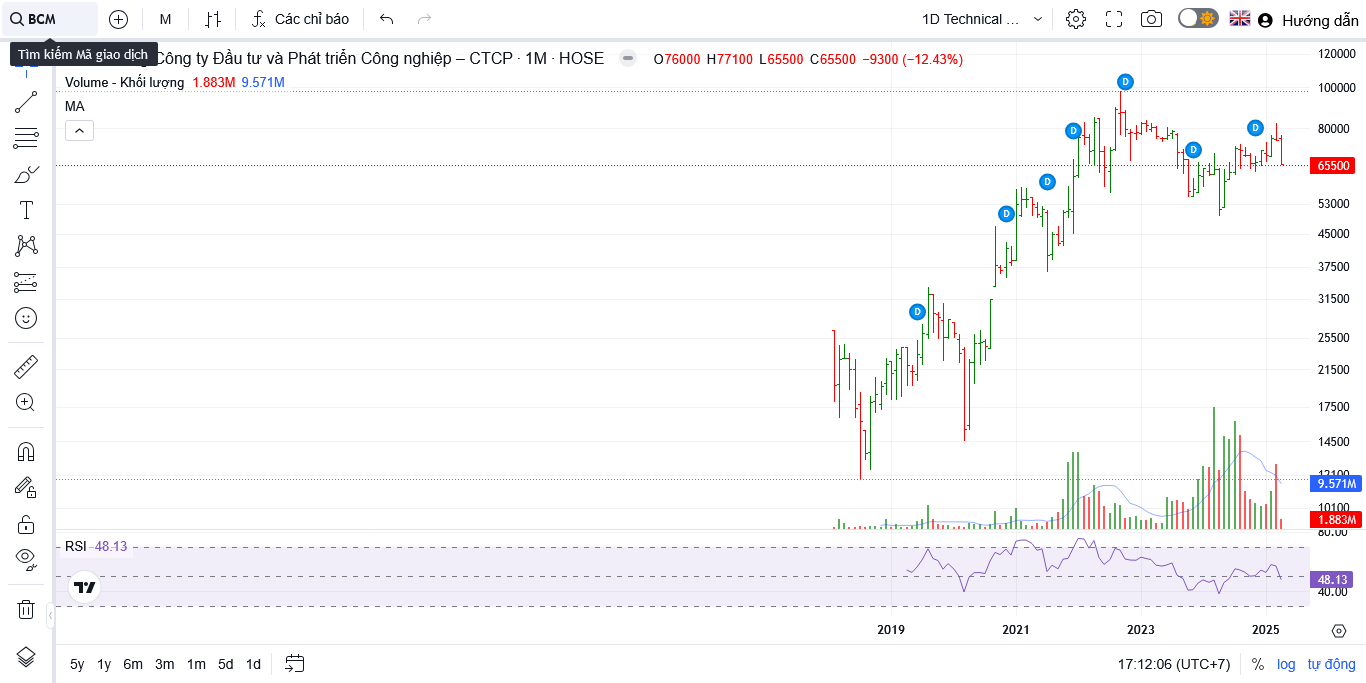 BCM
M
Các chỉ báo
1D Technical ...
Hướng dẫn
Tìm kiếm Mã giao dịch
Công ty Đầu tư và Phát triển Công nghiệp – CTCP · 1M · HOSE
O76000 H77100 L65500 C65500 −9300 (−12.43%)
Volume - Khối lượng 1.883M 9.571M
MA
120000
100000
80000
65500
53000
45000
37500
31500
25500
21500
17500
14500
12100
9.571M
10100
1.883M
80.00
RSI 48.13
48.13
40.00
D
D
D
D
D
D
D
2019
2021
2023
2025
5y 1y 6m 3m 1m 5d 1d
17:12:06 (UTC+7)
% log tự động